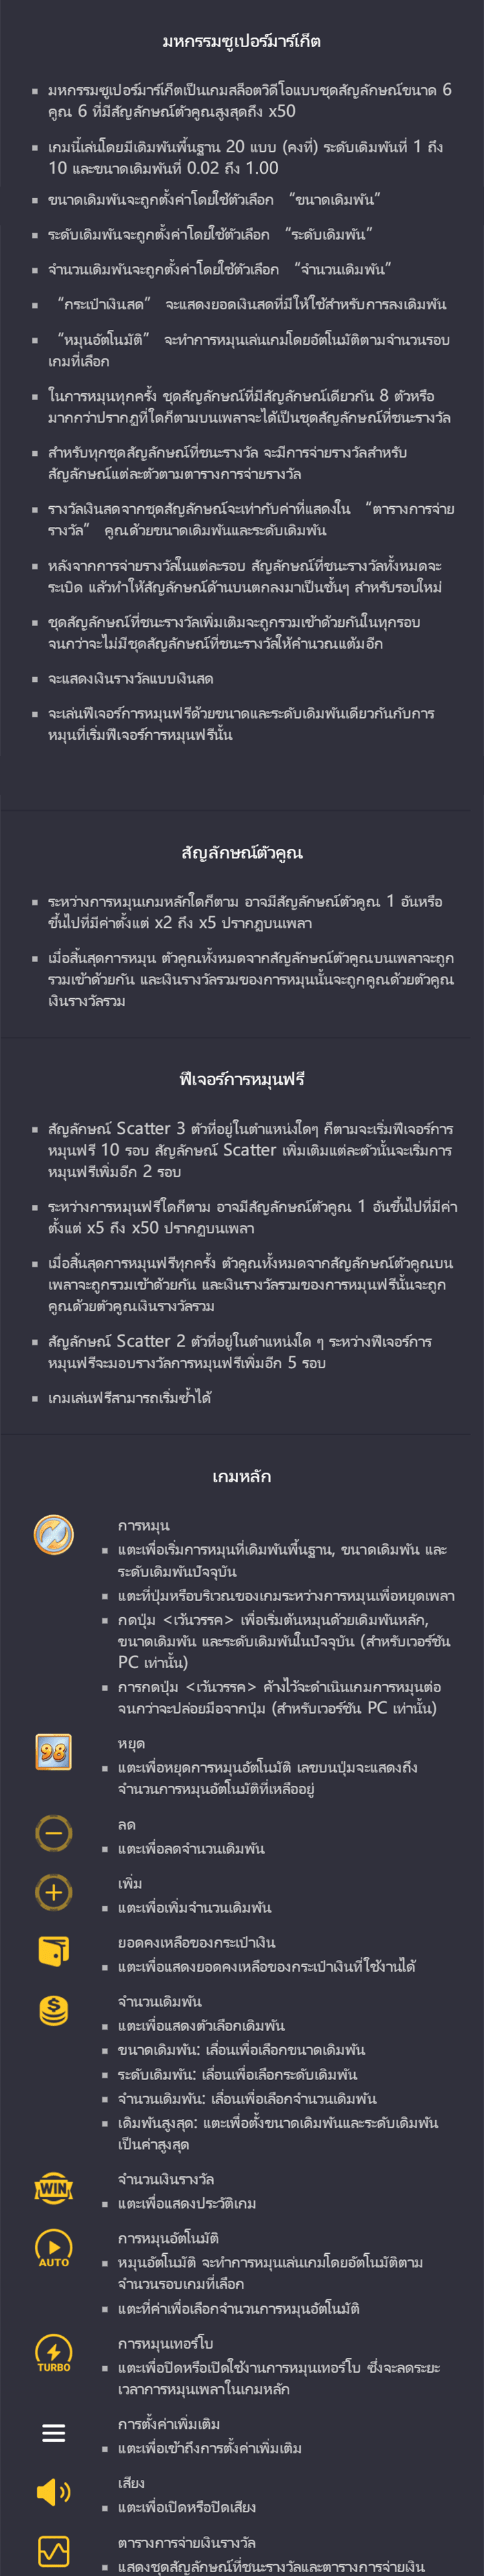 มหกรรมซูเปอร์มาร์เก็ต
มหกรรมซูเปอร์มาร์เก็ตเป็นเกมสล็อตวิดีโอแบบชุดสัญลักษณ์ขนาด 6
คูณ 6 ที่มีสัญลักษณ์ตัวคูณสูงสุดถึง x50
เกมนี้เล่นโดยมีเดิมพันพื้นฐาน 20 แบบ (คงที่) ระดับเดิมพันที่ 1 ถึง
10 และขนาดเดิมพันที่ 0.02 ถึง 1.00
ขนาดเดิมพันจะถูกตั้งค่าโดยใช้ตัวเลือก “ขนาดเดิมพัน”
ระดับเดิมพันจะถูกตั้งค่าโดยใช้ตัวเลือก “ระดับเดิมพัน”
จำนวนเดิมพันจะถูกตั้งค่าโดยใช้ตัวเลือก “จำนวนเดิมพัน”
“กระเป๋าเงินสด” จะแสดงยอดเงินสดที่มีให้ใช้สำหรับการลงเดิมพัน
“หมุนอัตโนมัติ” จะทำการหมุนเล่นเกมโดยอัตโนมัติตามจำนวนรอบ
เกมที่เลือก
ในการหมุนทุกครั้ง ชุดสัญลักษณ์ที่มีสัญลักษณ์เดียวกัน 8 ตัวหรือ
มากกว่าปรากฏที่ใดก็ตามบนเพลาจะได้เป็นชุดสัญลักษณ์ที่ชนะรางวัล
สำหรับทุกชุดสัญลักษณ์ที่ชนะรางวัล จะมีการจ่ายรางวัลสำหรับ
สัญลักษณ์แต่ละตัวตามตารางการจ่ายรางวัล
รางวัลเงินสดจากชุดสัญลักษณ์จะเท่ากับค่าที่แสดงใน “ตารางการจ่าย
รางวัล” คูณด้วยขนาดเดิมพันและระดับเดิมพัน
หลังจากการจ่ายรางวัลในแต่ละรอบ สัญลักษณ์ที่ชนะรางวัลทั้งหมดจะ
ระเบิด แล้วทำให้สัญลักษณ์ด้านบนตกลงมาเป็นชั้นๆ สำหรับรอบใหม่
ชุดสัญลักษณ์ที่ชนะรางวัลเพิ่มเติมจะถูกรวมเข้าด้วยกันในทุกรอบ
จนกว่าจะไม่มีชุดสัญลักษณ์ที่ชนะรางวัลให้คำนวณแต้มอีก
จะแสดงเงินรางวัลแบบเงินสด
จะเล่นฟีเจอร์การหมุนฟรีด้วยขนาดและระดับเดิมพันเดียวกันกับการ
หมุนที่เริ่มฟีเจอร์การหมุนฟรีนั้น
สัญลักษณ์ตัวคูณ
ระหว่างการหมุนเกมหลักใดก็ตาม อาจมีสัญลักษณ์ตัวคูณ 1 อันหรือ
ขึ้นไปที่มีค่าตั้งแต่ x2 ถึง x5 ปรากฏบนเพลา
เมื่อสิ้นสุดการหมุน ตัวคูณทั้งหมดจากสัญลักษณ์ตัวคูณบนเพลาจะถูก
รวมเข้าด้วยกัน และเงินรางวัลรวมของการหมุนนั้นจะถูกคูณด้วยตัวคูณ
เงินรางวัลรวม
ฟีเจอร์การหมุนฟรี
สัญลักษณ์ Scatter 3 ตัวที่อยู่ในตำแหน่งใดๆ ก็ตามจะเริ่มฟีเจอร์การ
หมุนฟรี 10 รอบ สัญลักษณ์ Scatter เพิ่มเติมแต่ละตัวนั้นจะเริ่มการ
หมุนฟรีเพิ่มอีก 2 รอบ
ระหว่างการหมุนฟรีใดก็ตาม อาจมีสัญลักษณ์ตัวคูณ 1 อันขึ้นไปที่มีค่า
ตั้งแต่ x5 ถึง x50 ปรากฏบนเพลา
เมื่อสิ้นสุดการหมุนฟรีทุกครั้ง ตัวคูณทั้งหมดจากสัญลักษณ์ตัวคูณบน
เพลาจะถูกรวมเข้าด้วยกัน และเงินรางวัลรวมของการหมุนฟรีนั้นจะถูก
คูณด้วยตัวคูณเงินรางวัลรวม
สัญลักษณ์ Scatter 2 ตัวที่อยู่ในตำแหน่งใด ๆ ระหว่างฟีเจอร์การ
หมุนฟรีจะมอบรางวัลการหมุนฟรีเพิ่มอีก 5 รอบ
เกมเล่นฟรีสามารถเริ่มซ้ำได้
เกมหลัก
การหมุน
แตะเพื่อเริ่มการหมุนที่เดิมพันพื้นฐาน, ขนาดเดิมพัน และ
ระดับเดิมพันปัจจุบัน
แตะที่ปุ่มหรือบริเวณของเกมระหว่างการหมุนเพื่อหยุดเพลา
กดปุ่ม <เว้นวรรค> เพื่อเริ่มต้นหมุนด้วยเดิมพันหลัก,
ขนาดเดิมพัน และระดับเดิมพันในปัจจุบัน (สำหรับเวอร์ชัน
PC เท่านั้น)
การกดปุ่ม <เว้นวรรค> ค้างไว้จะดำเนินเกมการหมุนต่อ
จนกว่าจะปล่อยมือจากปุ่ม (สำหรับเวอร์ชัน PC เท่านั้น)
98
หยุด
แตะเพื่อหยุดการหมุนอัตโนมัติ เลขบนปุ่มจะแสดงถึง
จำนวนการหมุนอัตโนมัติที่เหลืออยู่
ลด
แตะเพื่อลดจำนวนเดิมพัน
เพิ่ม
แตะเพื่อเพิ่มจำนวนเดิมพัน
ยอดคงเหลือของกระเป๋าเงิน
แตะเพื่อแสดงยอดคงเหลือของกระเป๋าเงินที่ใช้งานได้
จำนวนเดิมพัน
แตะเพื่อแสดงตัวเลือกเดิมพัน
ขนาดเดิมพัน: เลื่อนเพื่อเลือกขนาดเดิมพัน
ระดับเดิมพัน: เลื่อนเพื่อเลือกระดับเดิมพัน
จำนวนเดิมพัน: เลื่อนเพื่อเลือกจำนวนเดิมพัน
เดิมพันสูงสุด: แตะเพื่อตั้งขนาดเดิมพันและระดับเดิมพัน
เป็นค่าสูงสุด
WIN
จำนวนเงินรางวัล
แตะเพื่อแสดงประวัติเกม
AUTO
การหมุนอัตโนมัติ
หมุนอัตโนมัติ จะทำการหมุนเล่นเกมโดยอัตโนมัติตาม
จำนวนรอบเกมที่เลือก
แตะที่ค่าเพื่อเลือกจำนวนการหมุนอัตโนมัติ
TURBO
การหมุนเทอร์โบ
แตะเพื่อปิดหรือเปิดใช้งานการหมุนเทอร์โบ ซึ่งจะลดระยะ
เวลาการหมุนเพลาในเกมหลัก
การตั้งค่าเพิ่มเติม
แตะเพื่อเข้าถึงการตั้งค่าเพิ่มเติม
เสียง
แตะเพื่อเปิดหรือปิดเสียง
ตารางการจ่ายเงินรางวัล
แสดงชุดสัญลักษณ์ที่ชนะรางวัลและตารางการจ่ายเงิน